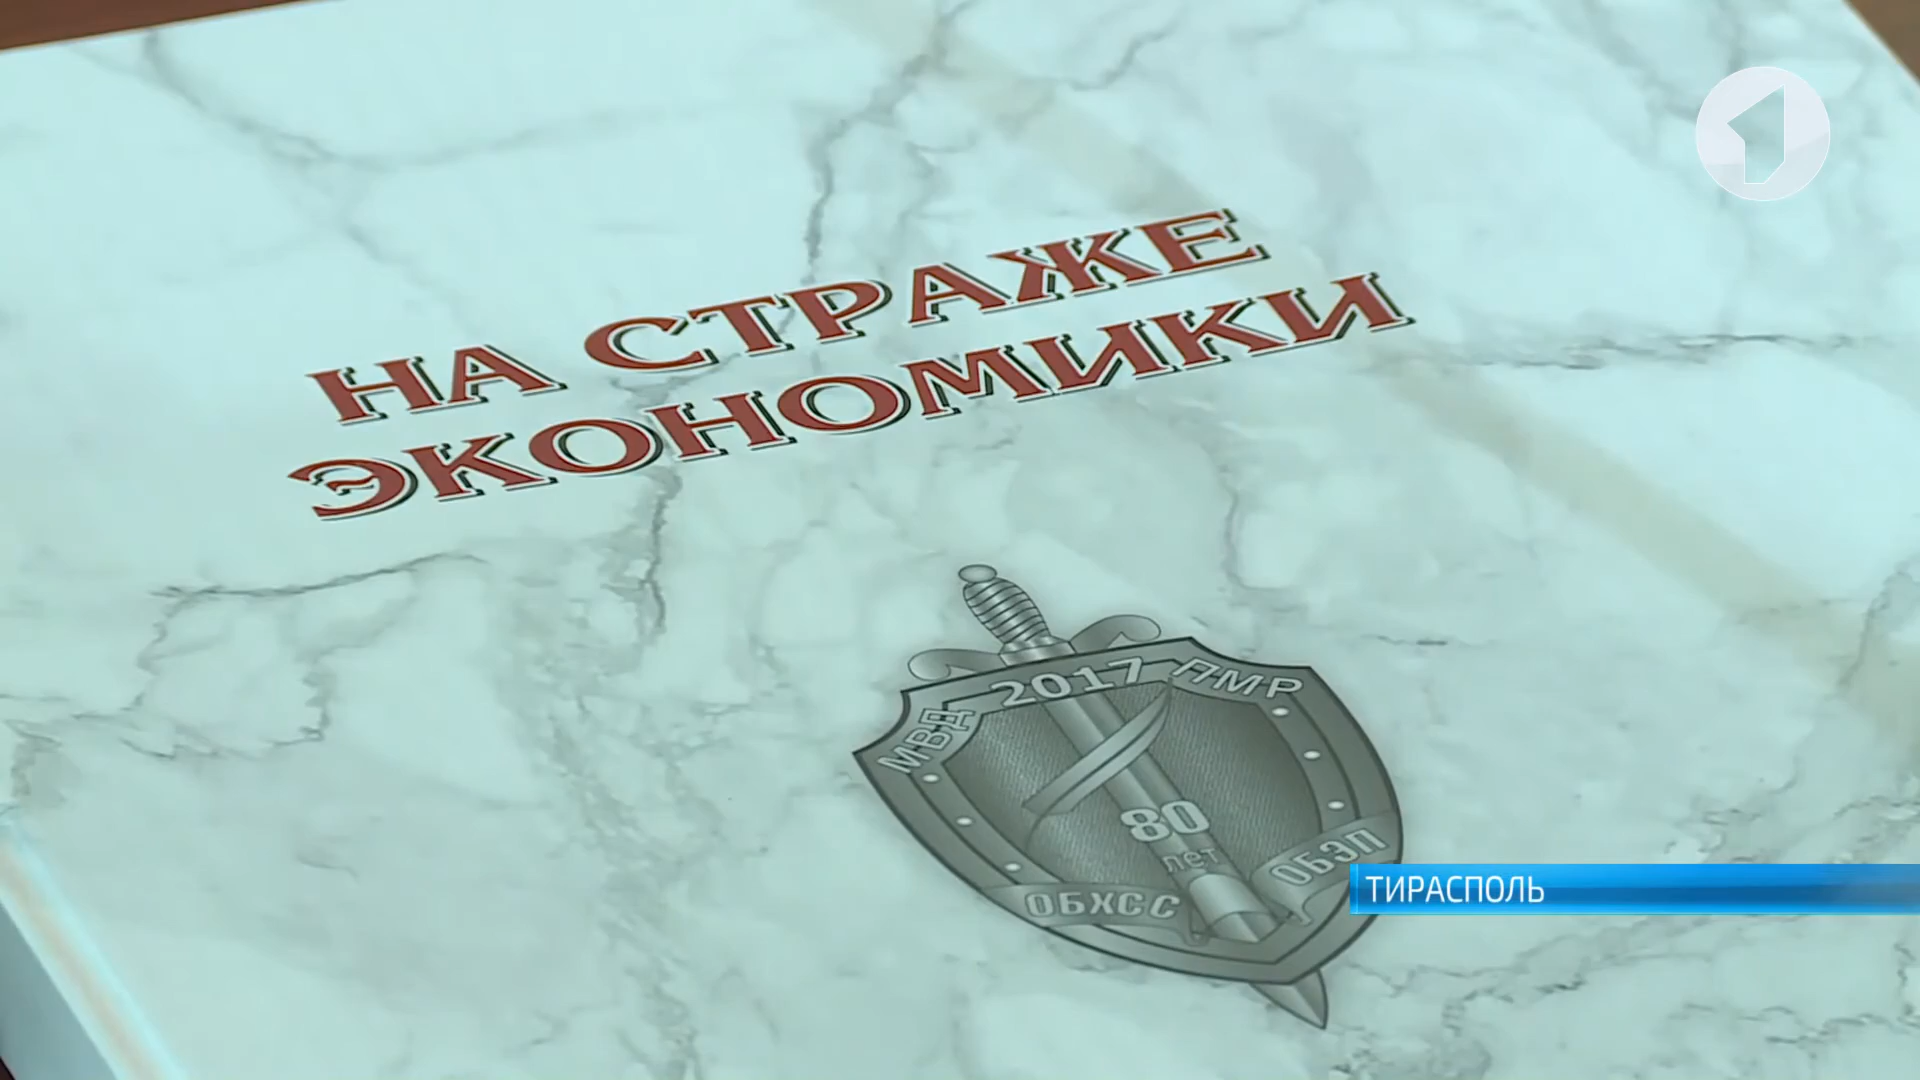 НА СТРАЖЕ
ЭКОНОМИКИ
МВД 2017 ПМР
80
лет
ОБХСС ОБЭП
ТИРАСПОЛЬ